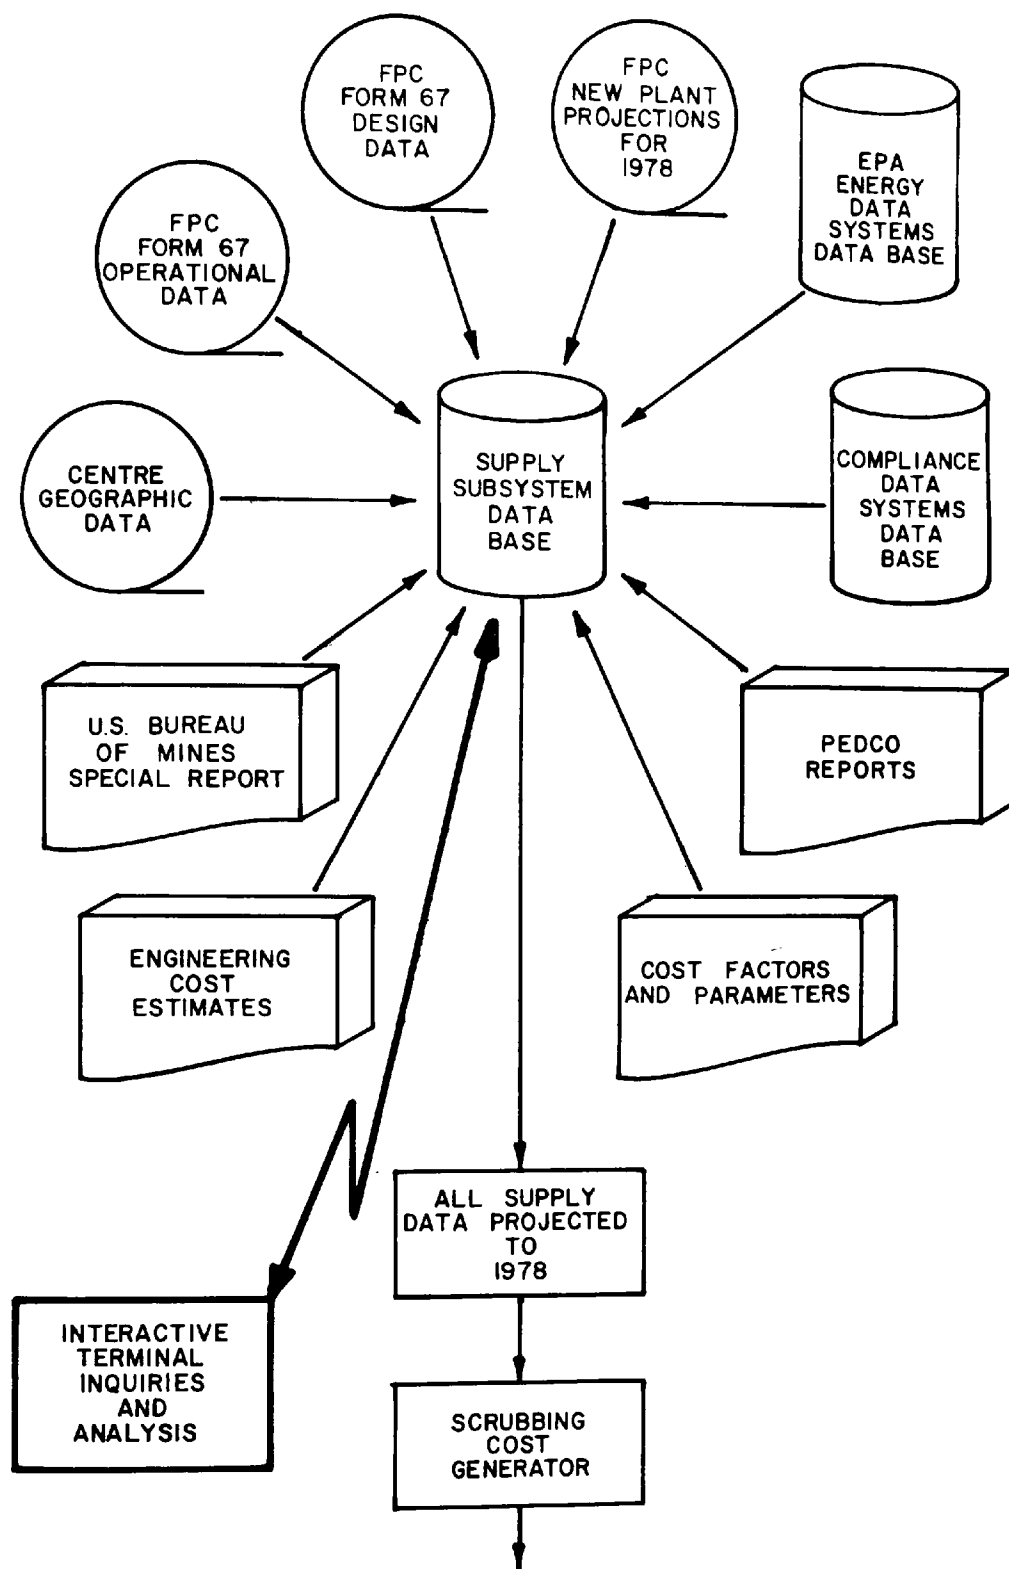 FPC
FORM 67
DESIGN
DATA
FPC
NEW PLANT
PROJECTIONS
FOR
1978
EPA
ENERGY
DATA
SYSTEMS
DATA BASE
FPC
FORM 67
OPERATIONAL
DATA
CENTRE
GEOGRAPHIC
DATA
SUPPLY
SUBSYSTEM
DATA
BASE
COMPLIANCE
DATA
SYSTEMS
DATA
BASE
U.S. BUREAU
OF MINES
SPECIAL REPORT
PEDCO
REPORTS
ENGINEERING
COST
ESTIMATES
COST FACTORS
AND PARAMETERS
ALL SUPPLY
DATA PROJECTED
TO
1978
INTERACTIVE
TERMINAL
INQUIRIES
AND
ANALYSIS
SCRUBBING
COST
GENERATOR